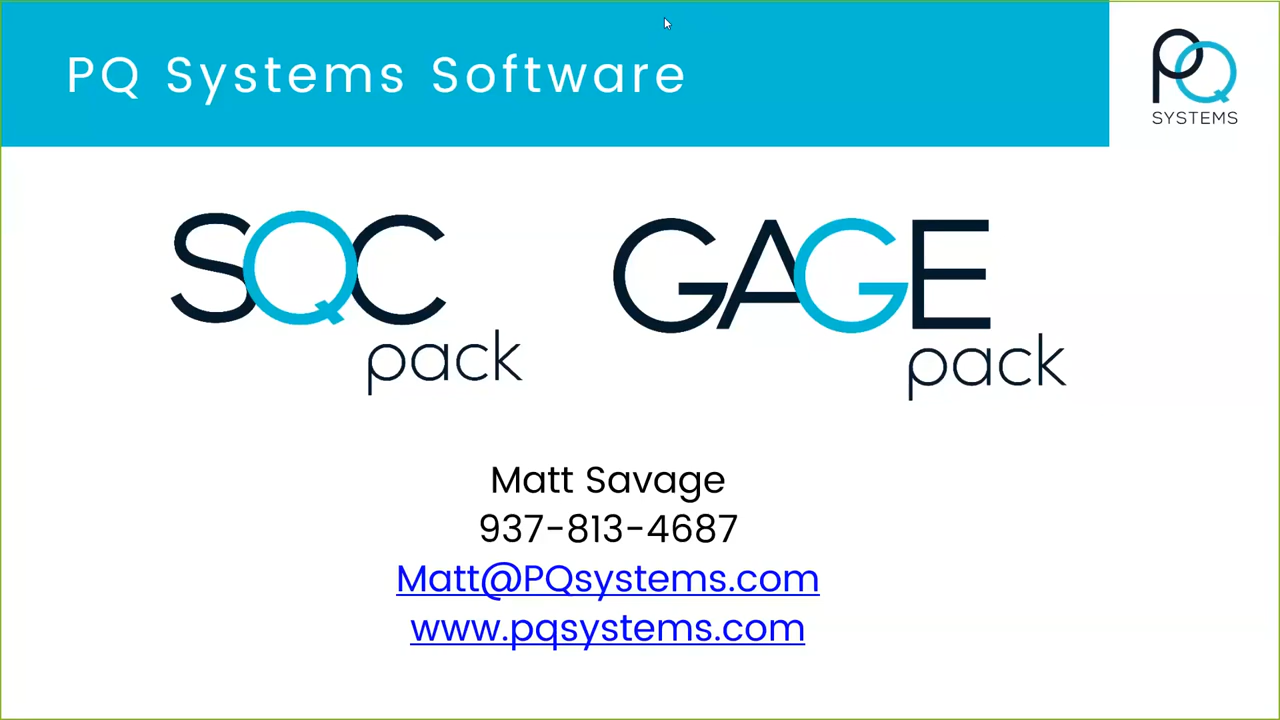 PQ Systems Software
PQ
SYSTEMS
SQC
pack
GAGE
pack
Matt Savage
937-813-4687
Matt@PQsystems.com
www.pqsystems.com